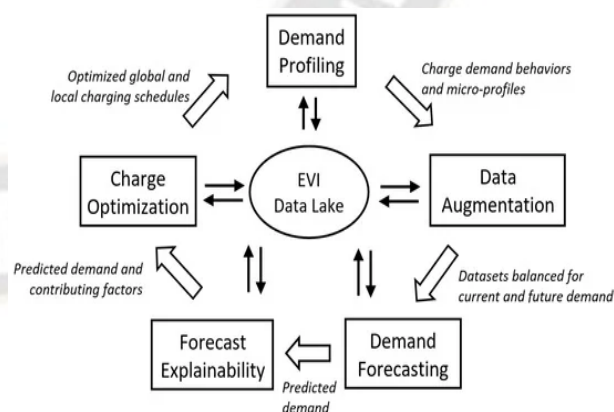 Demand
Profiling
Optimized global and
local charging schedules
Charge demand behaviors
and micro-profiles
Charge
Optimization
EVI
Data Lake
Data
Augmentation
Predicted demand and
contributing factors
Datasets balanced for
current and future demand
Forecast
Explainability
Demand
Forecasting
Predicted
demand